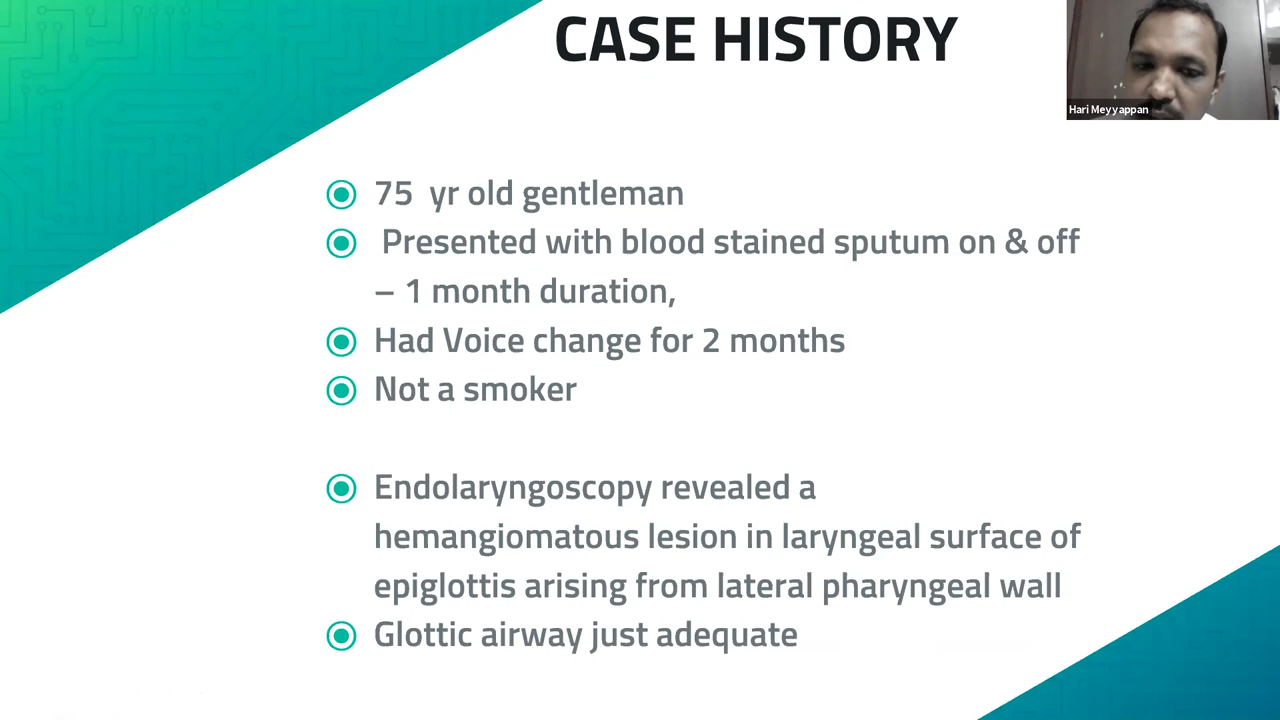 CASE HISTORY
Hari Meyyappan
75 yr old gentleman
Presented with blood stained sputum on & off
– 1 month duration,
Had Voice change for 2 months
Not a smoker
Endolaryngoscopy revealed a
hemangiomatous lesion in laryngeal surface of
epiglottis arising from lateral pharyngeal wall
Glottic airway just adequate